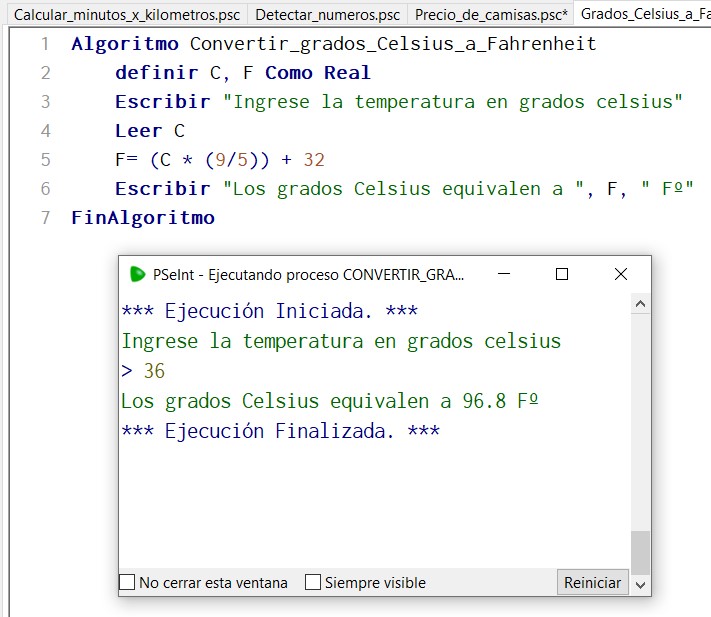 Calcular_minutos_x_kilometros.psc Detectar_numeros.psc Precio_de_camisas.psc* Grados_Celsius_a_Fa
1 Algoritmo Convertir_grados_Celsius_a_Fahrenheit
2 definir C, F Como Real
3 Escribir "Ingrese la temperatura en grados celsius"
4 Leer C
5 F= (C * (9/5)) + 32
6 Escribir "Los grados Celsius equivalen a ", F, " Fº"
7 FinAlgoritmo
PSeInt - Ejecutando proceso CONVERTIR_GRA...
*** Ejecución Iniciada. ***
Ingrese la temperatura en grados celsius
> 36
Los grados Celsius equivalen a 96.8 Fº
*** Ejecución Finalizada. ***
No cerrar esta ventana Siempre visible Reiniciar